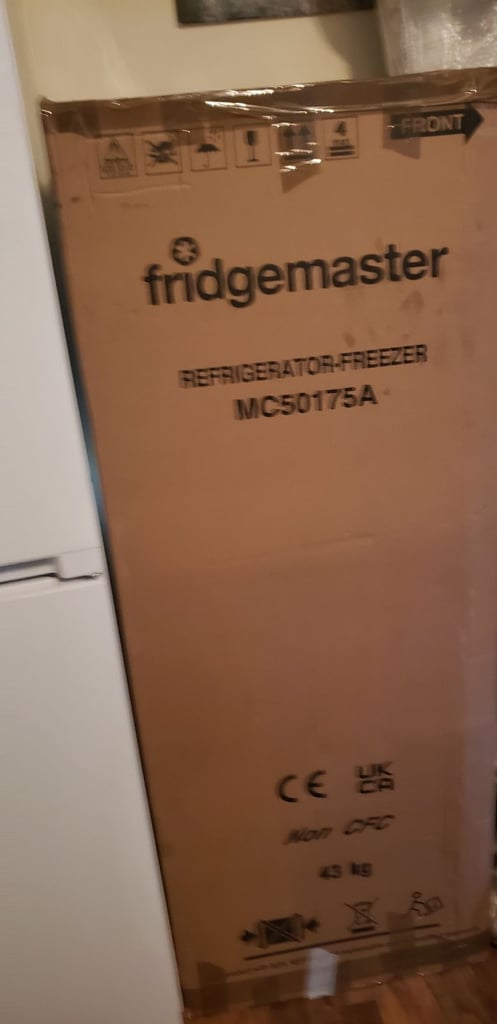 4
FRONT
fridgemaster
REFRIGERATOR-FREEZER
MC50175A
CE
UK
CA
Non CFC
43 kg